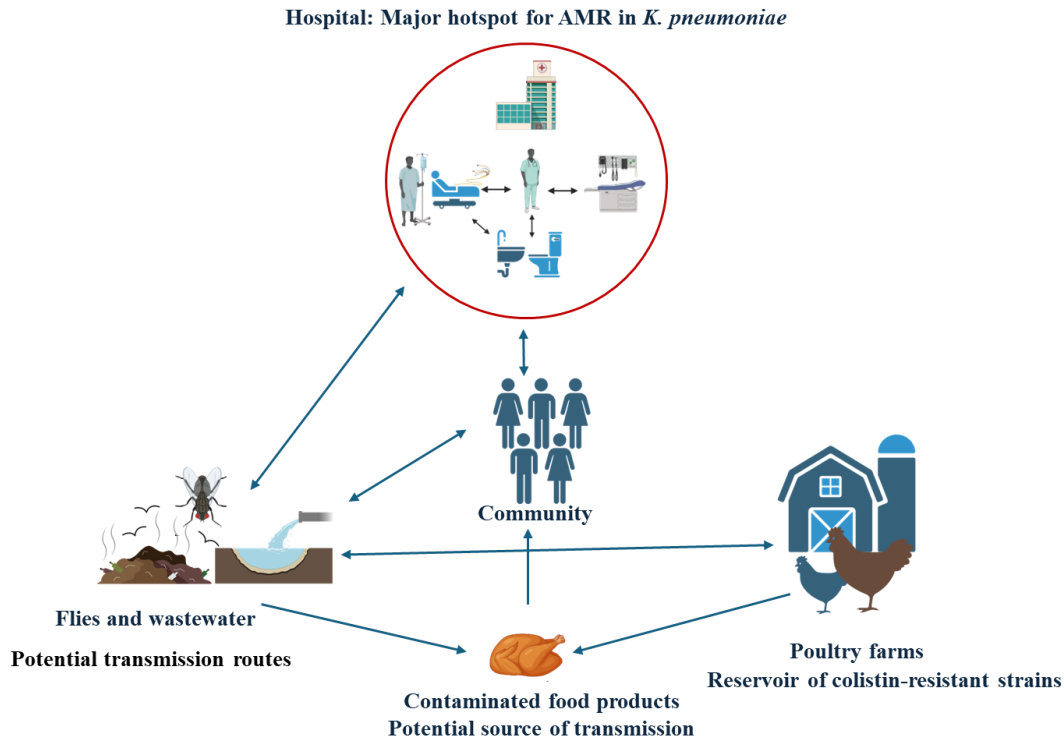 Hospital: Major hotspot for AMR in K. pneumoniae
Community
Flies and wastewater
Potential transmission routes
Poultry farms
Reservoir of colistin-resistant strains
Contaminated food products
Potential source of transmission